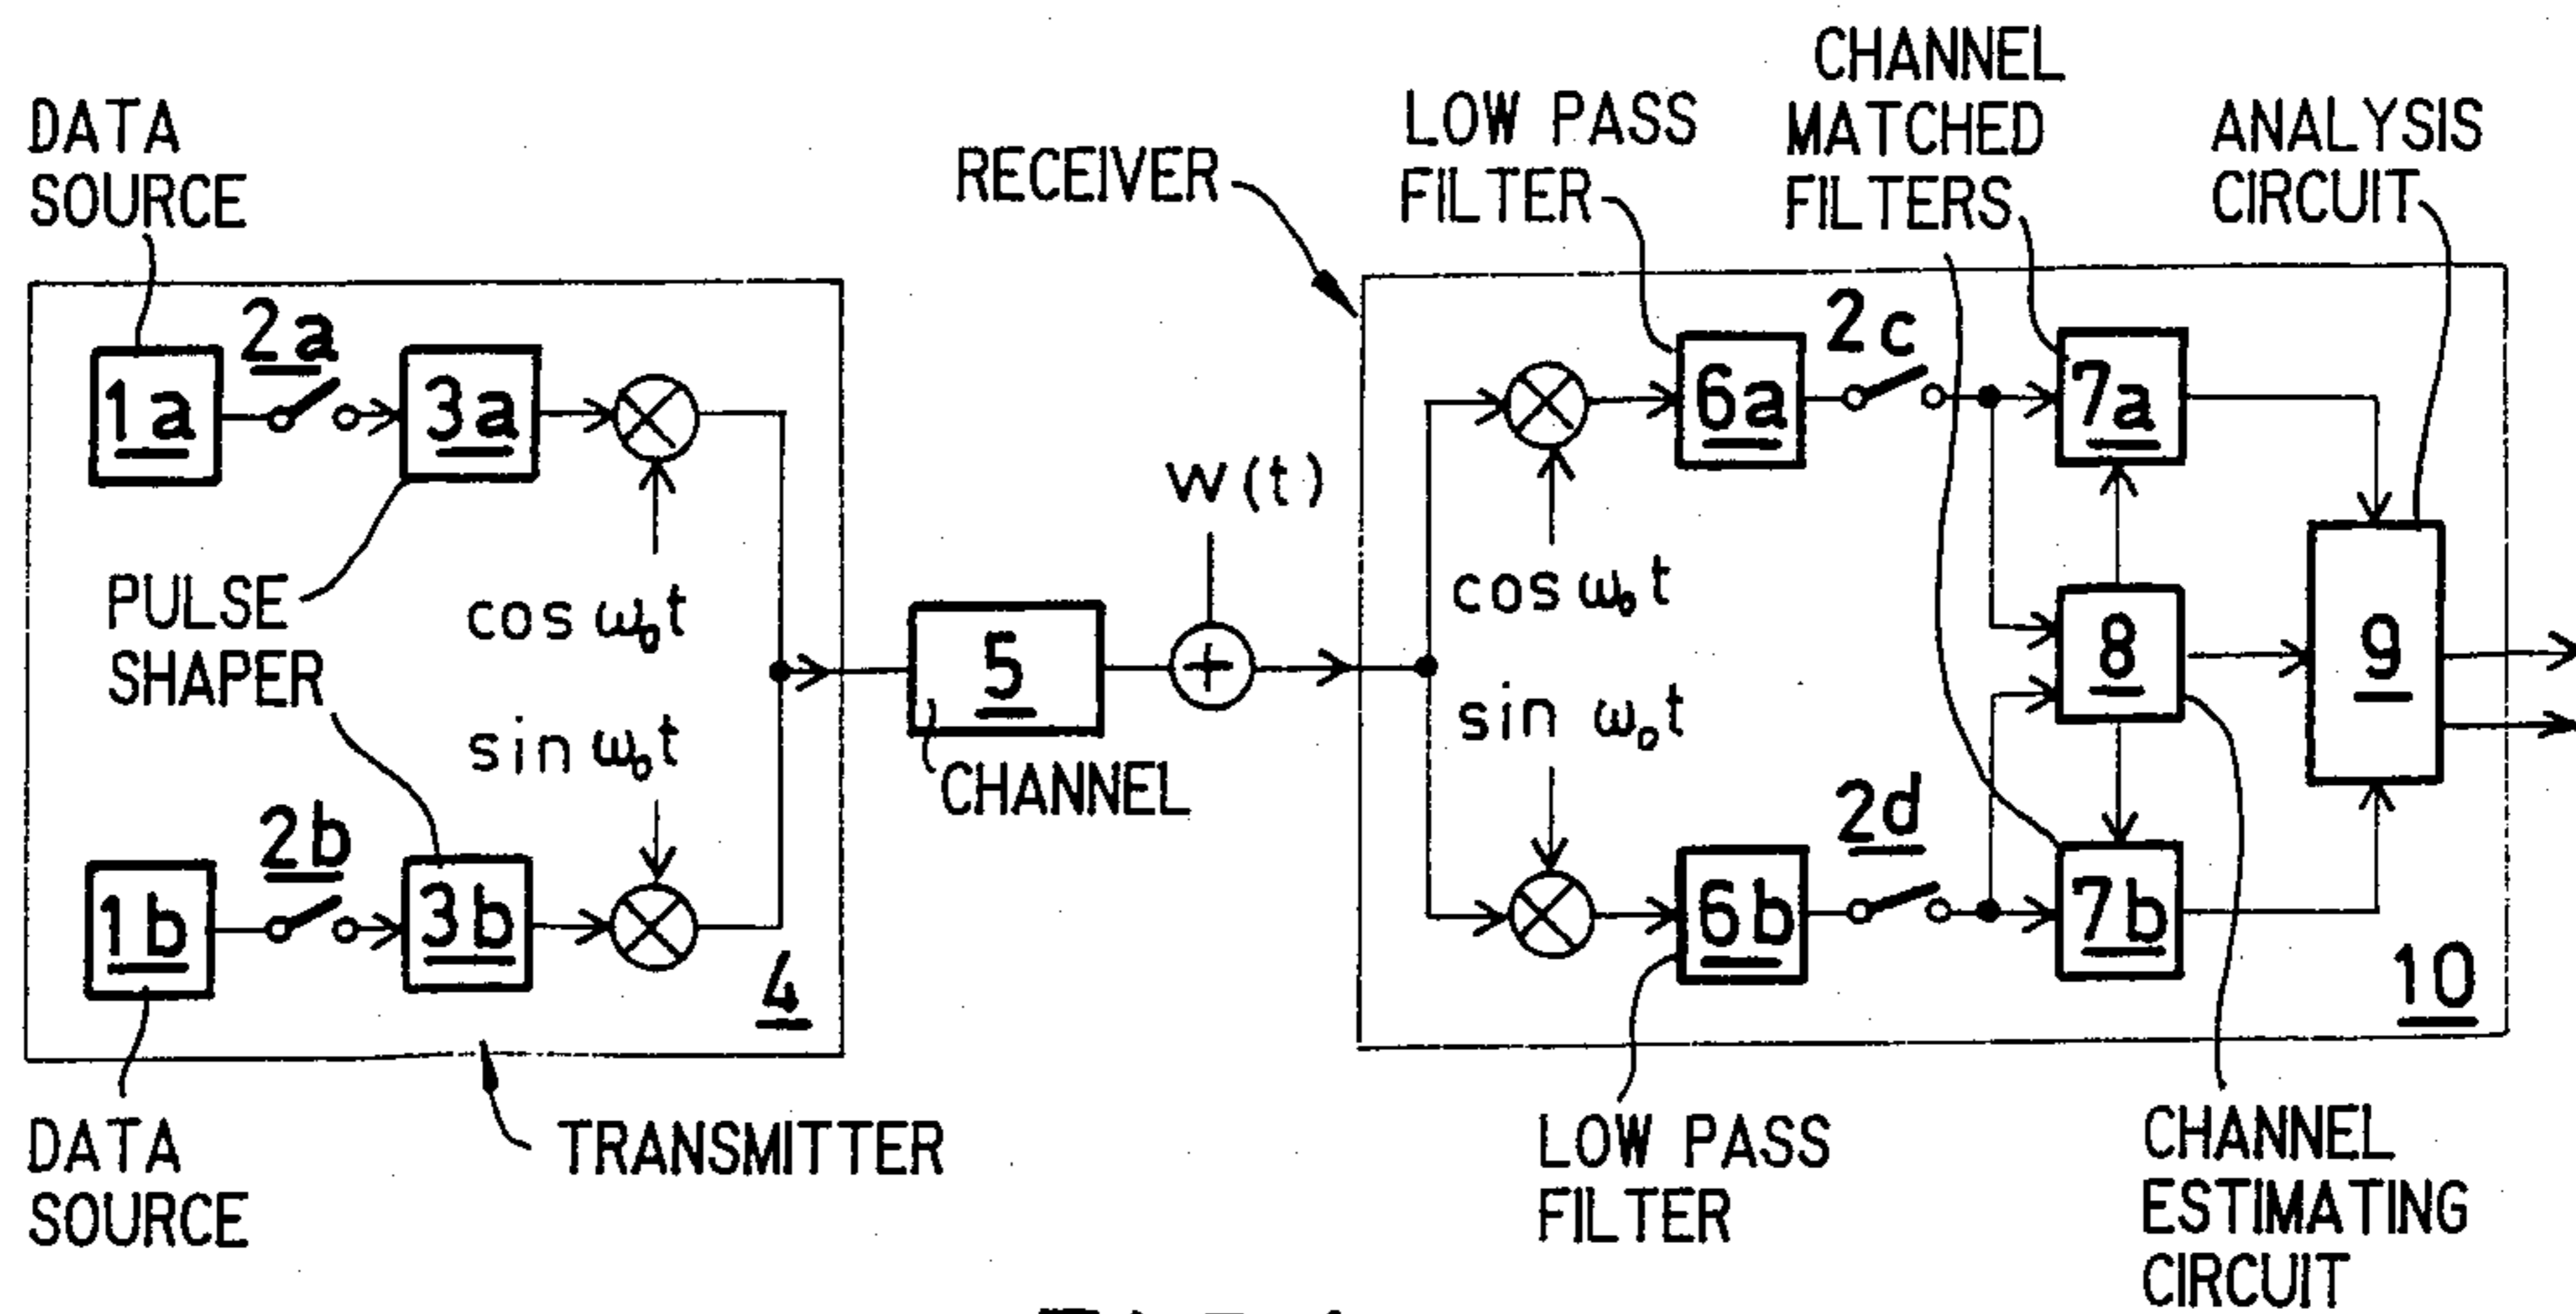 DATA
SOURCE
RECEIVER
LOW PASS
FILTER
CHANNEL
MATCHED
FILTERS
ANALYSIS
CIRCUIT
1a
2a
3a
6a
2c
7a
W(t)
PULSE
SHAPER
cos ω₀t
sin ω₀t
5
CHANNEL
cos ω₀t
sin ω₀t
8
9
1b
2b
3b
4
6b
2d
7b
10
DATA
SOURCE
TRANSMITTER
LOW PASS
FILTER
CHANNEL
ESTIMATING
CIRCUIT